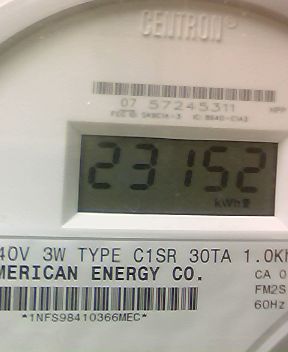 CENTRON
07 57245311
23152
kWh
40V 3W TYPE C1SR 30TA 1.0Kh
MERICAN ENERGY CO.
CA 0
FM2S
60Hz
*1NFS98410366MEC*